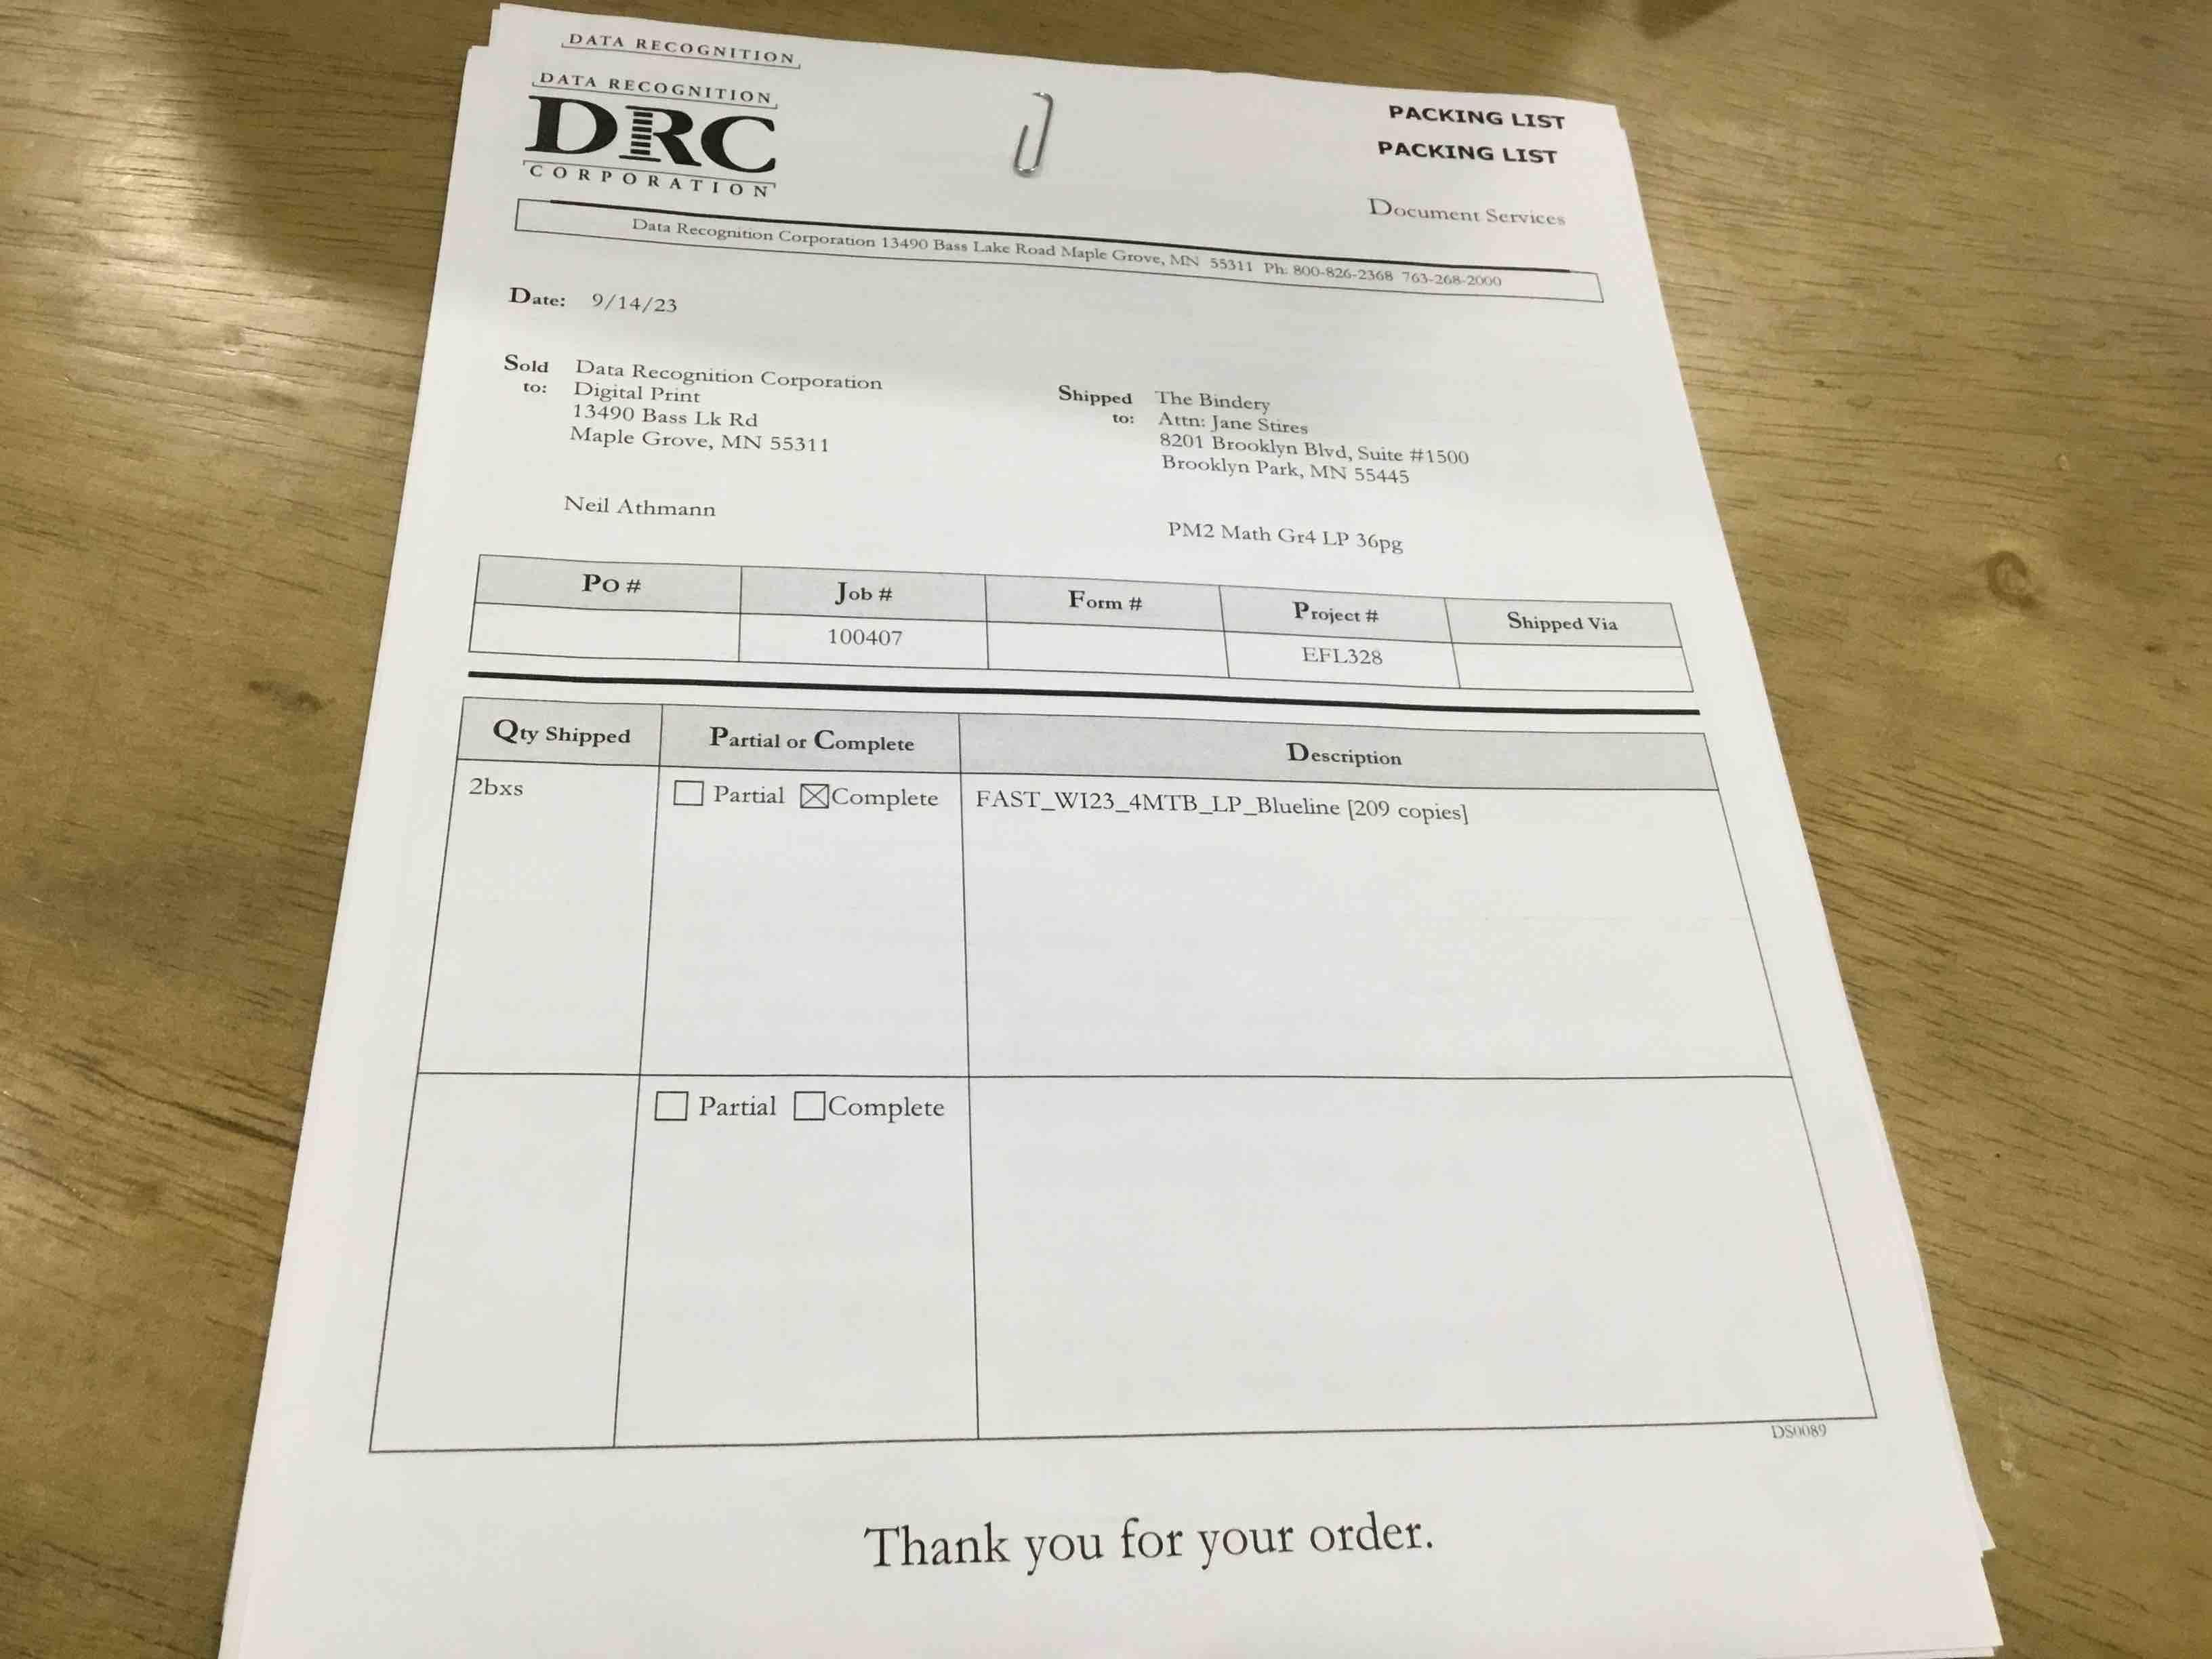 DATA RECOGNITION
DATA RECOGNITION
DRC
CORPORATION
PACKING LIST
PACKING LIST
Document Services
Data Recognition Corporation 13490 Bass Lake Road Maple Grove, MN 55311 Ph: 800-826-2368 763-268-2000
Date: 9/14/23
Sold to:
Data Recognition Corporation
Digital Print
13490 Bass Lk Rd
Maple Grove, MN 55311
Neil Athmann
Shipped to:
The Bindery
Attn: Jane Stires
8201 Brooklyn Blvd, Suite #1500
Brooklyn Park, MN 55445
PM2 Math Gr4 LP 36pg
PO # Job # Form # Project # Shipped Via
100407 EFL328
Qty Shipped Partial or Complete Description
2bxs Partial Complete FAST_WI23_4MTB_LP_Blueline [209 copies]
Partial Complete
DS0089
Thank you for your order.